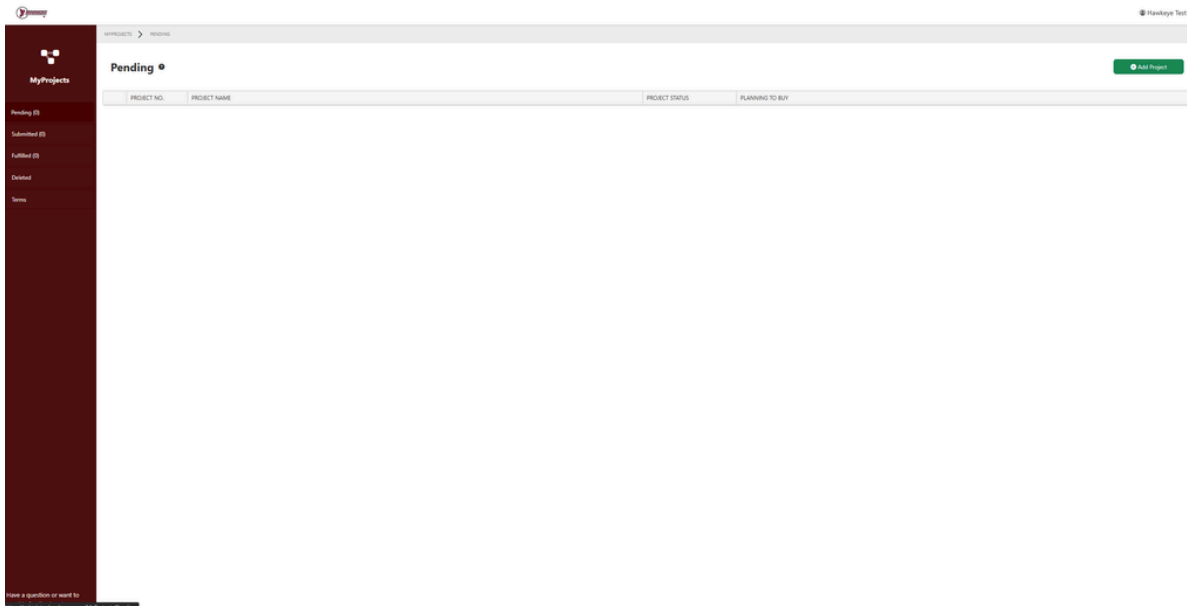 Hawkeye Test
MYPROJECTS > PENDING
MyProjects
Pending
Add Project
PROJECT NO. PROJECT NAME PROJECT STATUS PLANNING TO BUY
Pending (0)
Submitted (0)
Fulfilled (0)
Deleted
Terms
Have a question or want to